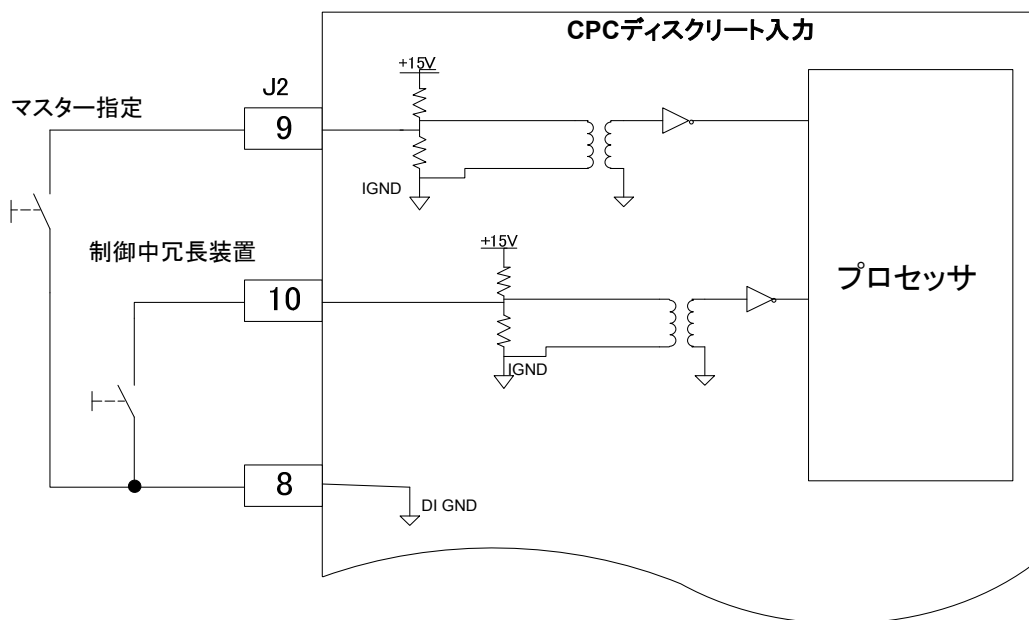 CPCディスクリート入力
+15V
J2
マスター指定
9
IGND
+15V
制御中冗長装置
10
プロセッサ
IGND
8
DI GND